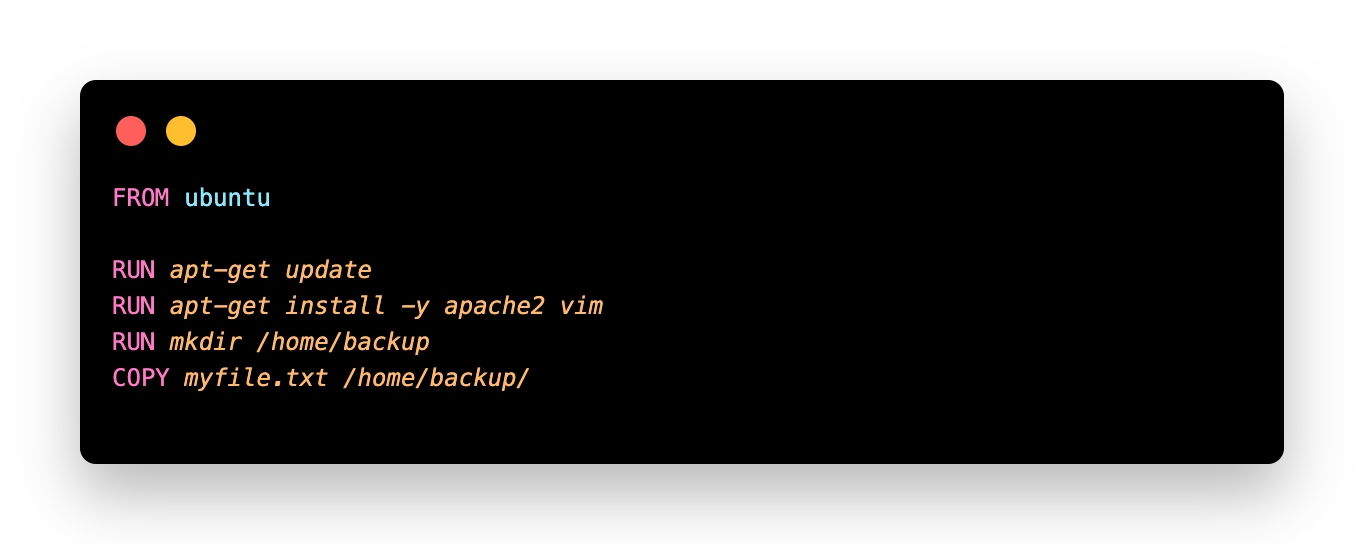 FROM ubuntu
RUN apt-get update
RUN apt-get install -y apache2 vim
RUN mkdir /home/backup
COPY myfile.txt /home/backup/